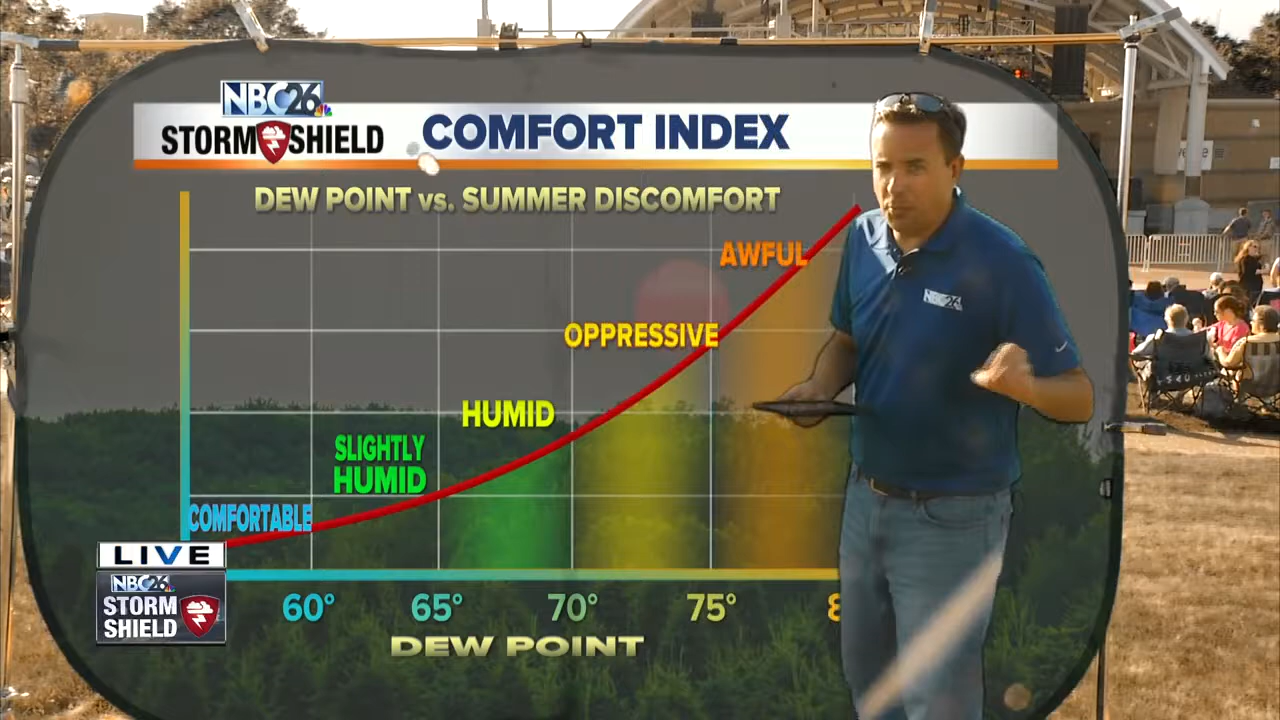 NBC26
STORM SHIELD
COMFORT INDEX
DEW POINT vs. SUMMER DISCOMFORT
AWFUL
OPPRESSIVE
HUMID
SLIGHTLY
HUMID
COMFORTABLE
NBC26
LIVE
NBC26
STORM
SHIELD
60° 65° 70° 75° 8
DEW POINT